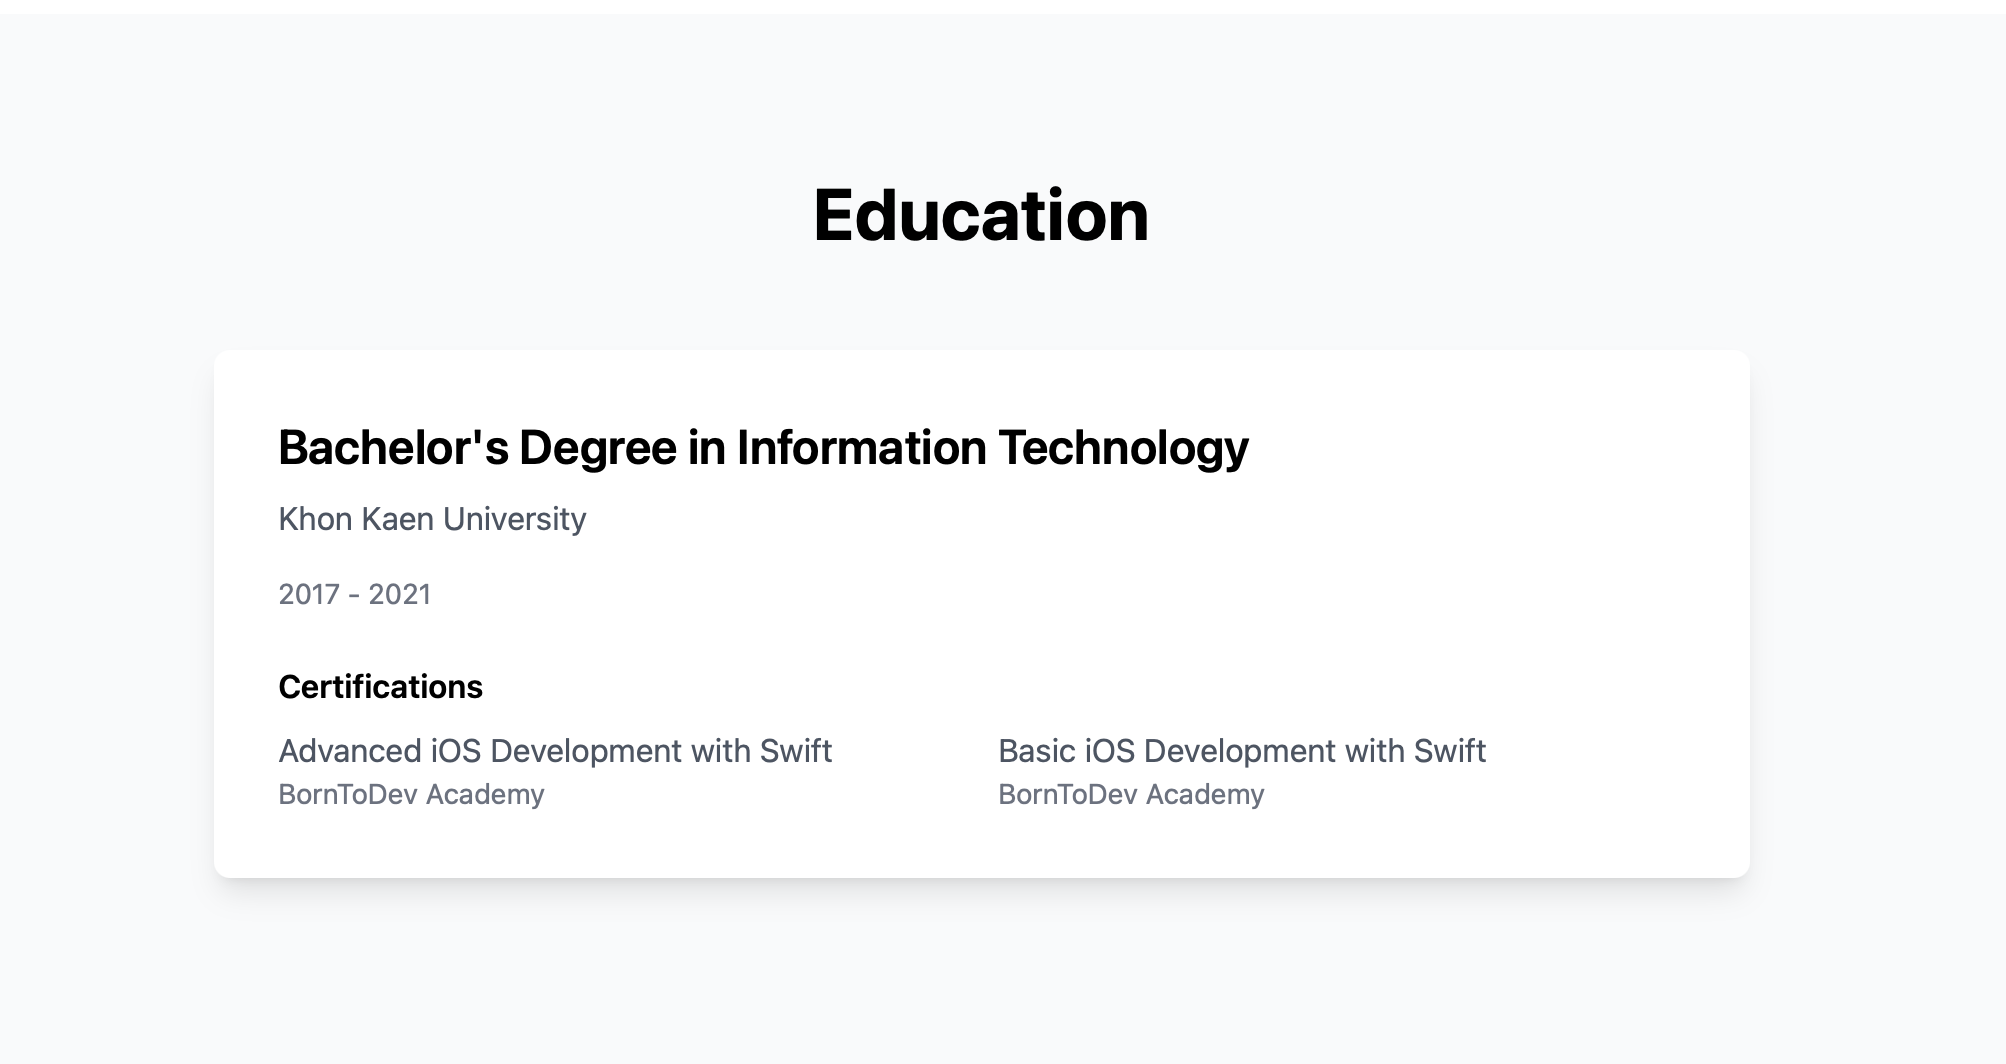 Education
Bachelor's Degree in Information Technology
Khon Kaen University
2017 - 2021
Certifications
Advanced iOS Development with Swift
BornToDev Academy
Basic iOS Development with Swift
BornToDev Academy